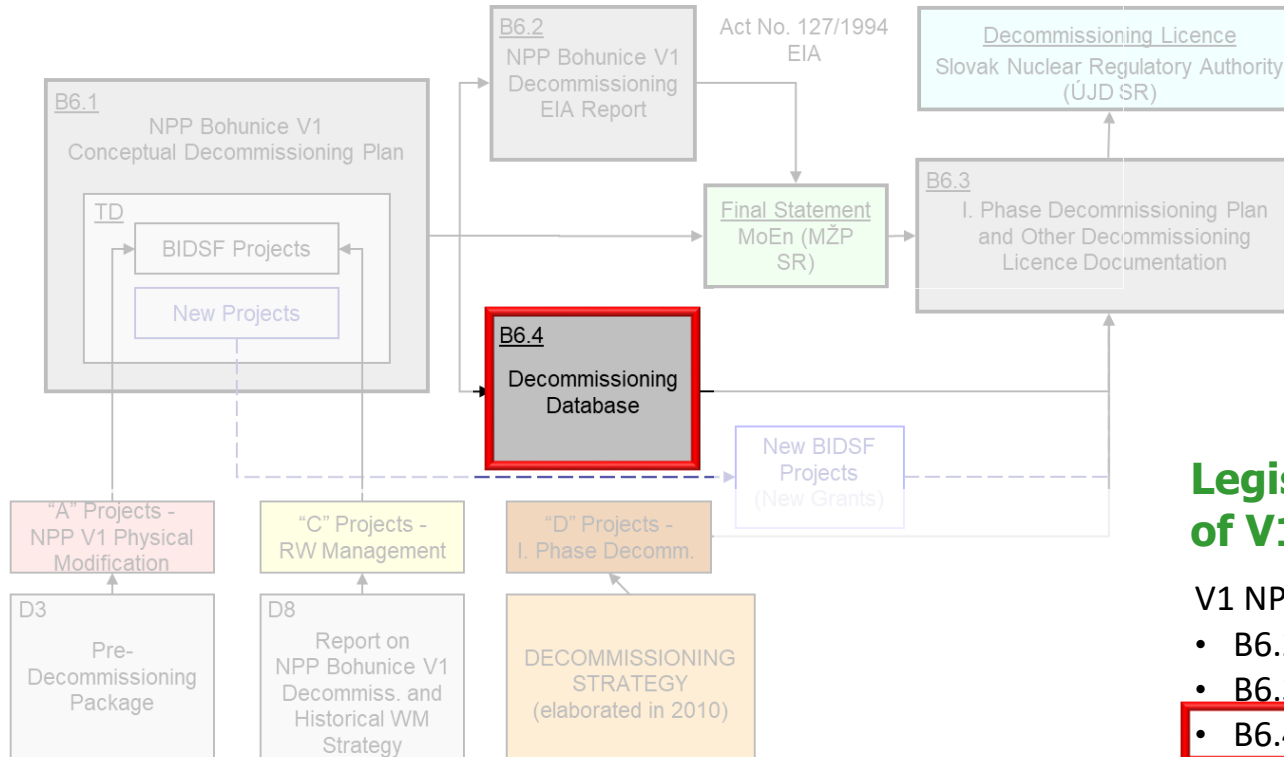 B6.1
NPP Bohunice V1
Conceptual Decommissioning Plan
TD
BIDSF Projects
New Projects
B6.2
NPP Bohunice V1
Decommissioning
EIA Report
Act No. 127/1994
EIA
Decommissioning Licence
Slovak Nuclear Regulatory Authority
(ÚJD SR)
Final Statement
MoEn (MŽP
SR)
B6.3
I. Phase Decommissioning Plan
and Other Decommissioning
Licence Documentation
B6.4
Decommissioning
Database
New BIDSF
Projects
(New Grants)
"A" Projects -
NPP V1 Physical
Modification
"C" Projects -
RW Management
"D" Projects -
I. Phase Decomm.
D3
Pre-
Decommissioning
Package
D8
Report on
NPP Bohunice V1
Decommiss. and
Historical WM
Strategy
DECOMMISSIONING
STRATEGY
(elaborated in 2010)
of V1
V1 NP
• B6.
• B6.
• B6.4